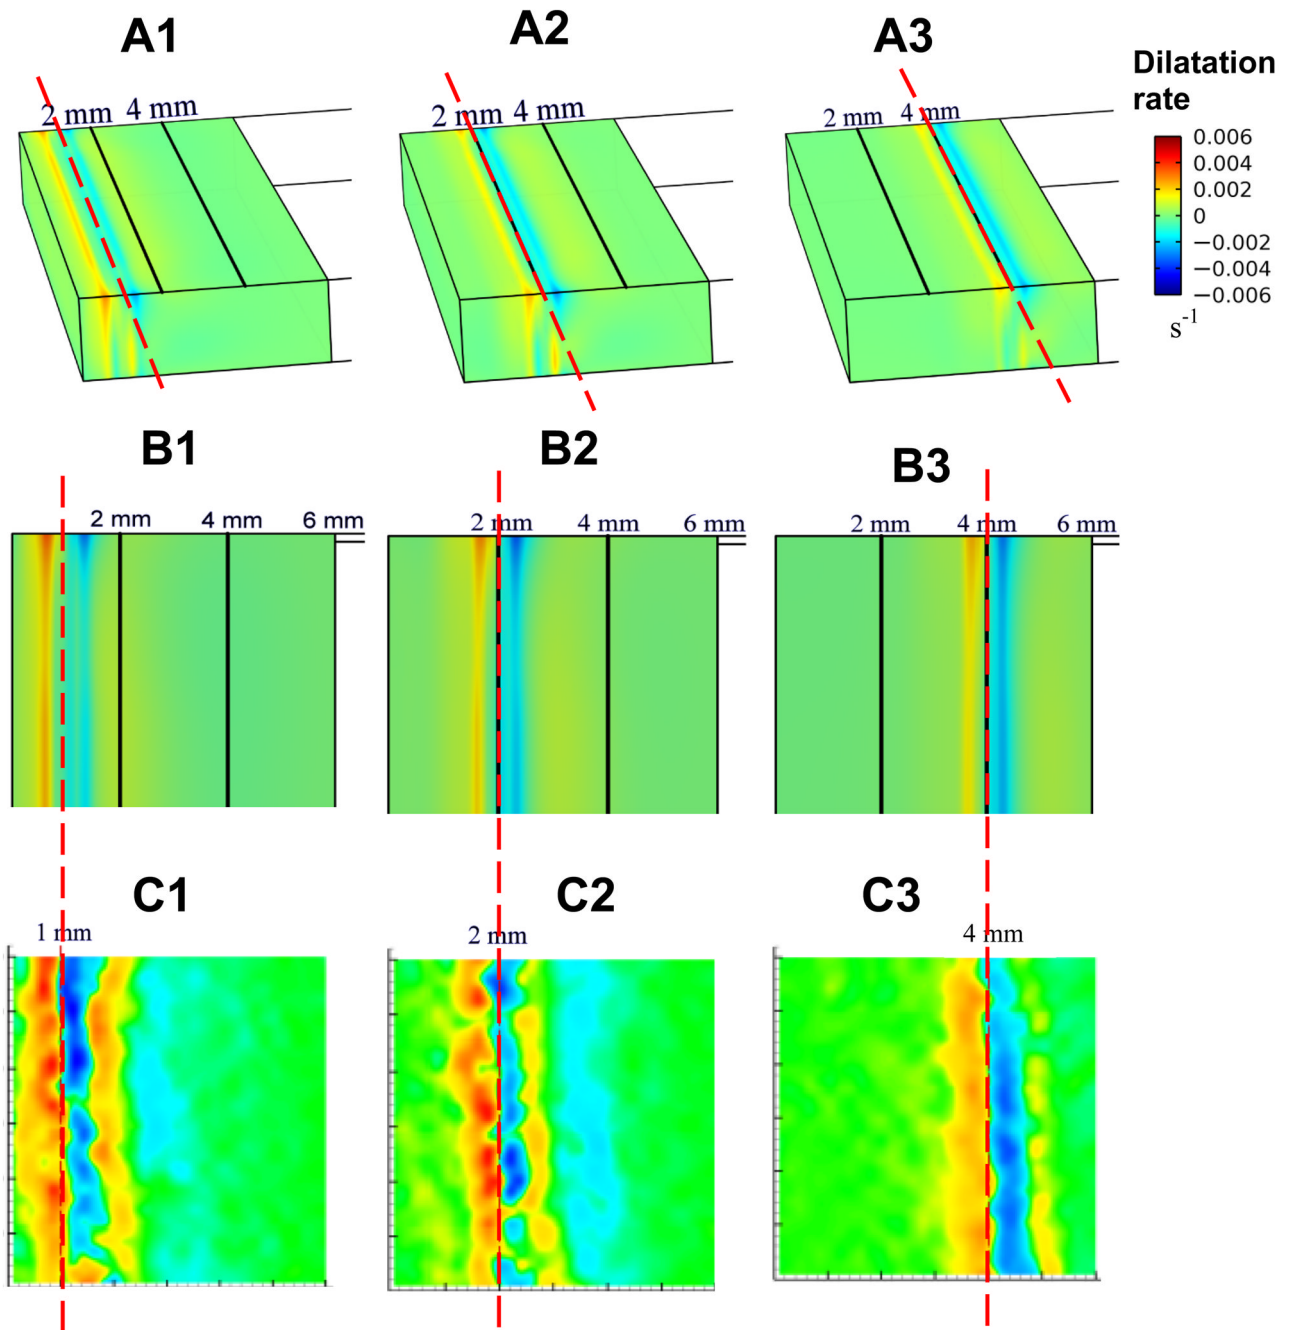 A1
A2
A3
Dilatation
rate
2 mm 4 mm
2 mm 4 mm
2 mm 4 mm
0.006
0.004
0.002
0
−0.002
−0.004
−0.006
s-1
B1
B2
B3
2 mm 4 mm 6 mm
2 mm 4 mm 6 mm
2 mm 4 mm 6 mm
C1
C2
C3
1 mm
2 mm
4 mm